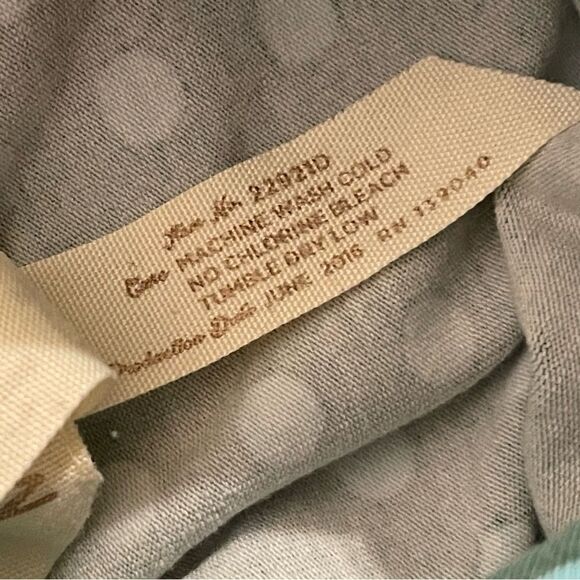 Item No. 22921D
Care MACHINE WASH COLD
NO CHLORINE BLEACH
TUMBLE DRY LOW
Production Date JUNE 2016 RN 139040